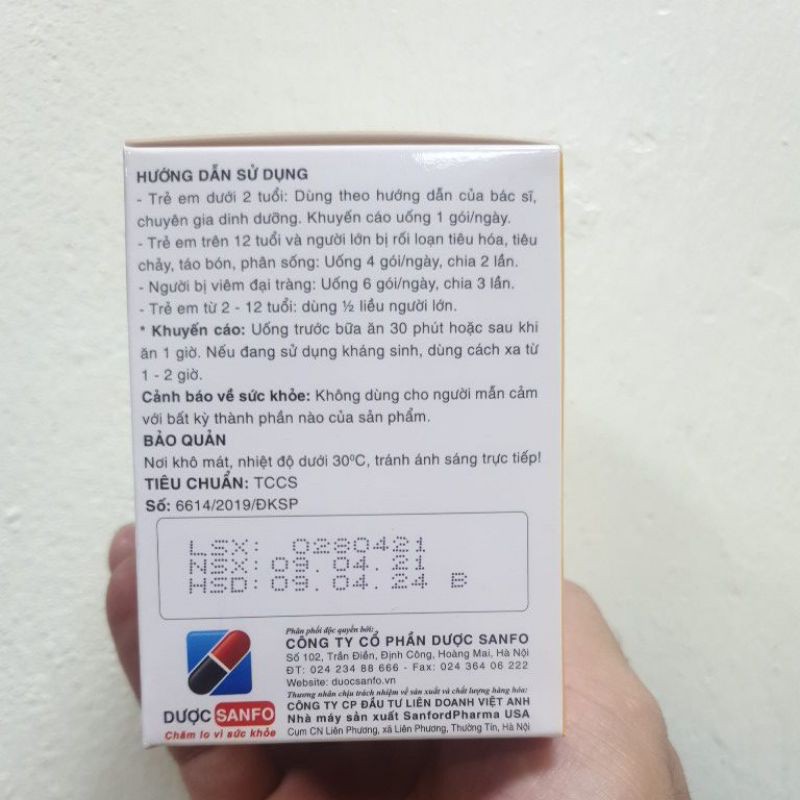 HƯỚNG DẪN SỬ DỤNG
- Trẻ em dưới 2 tuổi: Dùng theo hướng dẫn của bác sĩ,
chuyên gia dinh dưỡng. Khuyến cáo uống 1 gói/ngày.
- Trẻ em trên 12 tuổi và người lớn bị rối loạn tiêu hóa, tiêu
chảy, táo bón, phân sống: Uống 4 gói/ngày, chia 2 lần.
- Người bị viêm đại tràng: Uống 6 gói/ngày, chia 3 lần.
- Trẻ em từ 2 - 12 tuổi: dùng ½ liều người lớn.
* Khuyến cáo: Uống trước bữa ăn 30 phút hoặc sau khi
ăn 1 giờ. Nếu đang sử dụng kháng sinh, dùng cách xa từ
1 - 2 giờ.
Cảnh báo về sức khỏe: Không dùng cho người mẫn cảm
với bất kỳ thành phần nào của sản phẩm.
BẢO QUẢN
Nơi khô mát, nhiệt độ dưới 30⁰C, tránh ánh sáng trực tiếp!
TIÊU CHUẨN: TCCS
Số: 6614/2019/ĐKSP
LSX: 0280421
NSX: 09.04.21
HSD: 09.04.24 B
Phân phối độc quyền bởi:
CÔNG TY CỔ PHẦN DƯỢC SANFO
Số 102, Trần Điền, Định Công, Hoàng Mai, Hà Nội
ĐT: 024 234 88 666 - Fax: 024 364 06 222
Website: duocsanfo.vn
Thương nhân chịu trách nhiệm về sản xuất và chất lượng hàng hóa:
CÔNG TY CP ĐẦU TƯ LIÊN DOANH VIỆT ANH
Nhà máy sản xuất SanfordPharma USA
Cụm CN Liên Phương, xã Liên Phương, Thường Tín, Hà Nội
DƯỢC SANFO
Chăm lo vì sức khỏe